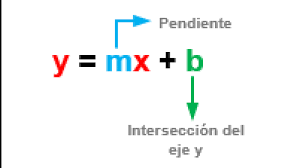 Pendiente
y = mx + b
Intersección del
eje y